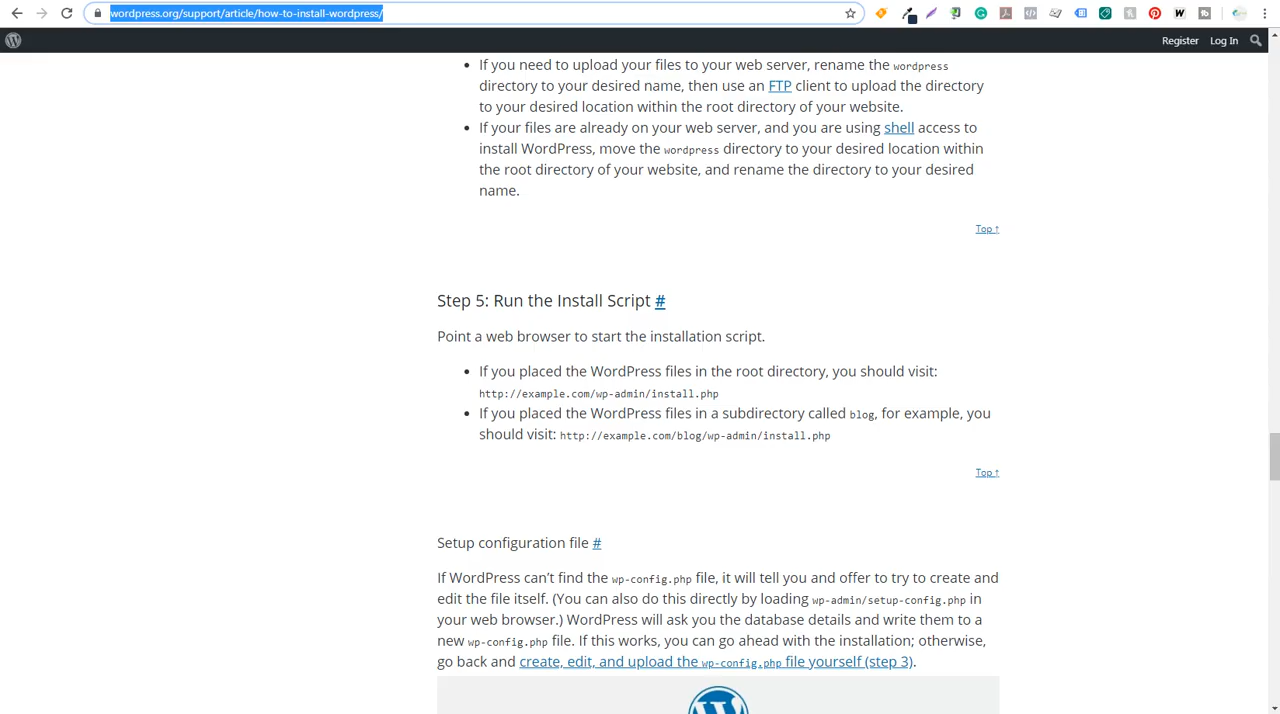 wordpress.org/support/article/how-to-install-wordpress/
Register Log In
• If you need to upload your files to your web server, rename the wordpress
directory to your desired name, then use an FTP client to upload the directory
to your desired location within the root directory of your website.
• If your files are already on your web server, and you are using shell access to
install WordPress, move the wordpress directory to your desired location within
the root directory of your website, and rename the directory to your desired
name.
Top ↑
Step 5: Run the Install Script #
Point a web browser to start the installation script.
• If you placed the WordPress files in the root directory, you should visit:
http://example.com/wp-admin/install.php
• If you placed the WordPress files in a subdirectory called blog, for example, you
should visit: http://example.com/blog/wp-admin/install.php
Top ↑
Setup configuration file #
If WordPress can’t find the wp-config.php file, it will tell you and offer to try to create and
edit the file itself. (You can also do this directly by loading wp-admin/setup-config.php in
your web browser.) WordPress will ask you the database details and write them to a
new wp-config.php file. If this works, you can go ahead with the installation; otherwise,
go back and create, edit, and upload the wp-config.php file yourself (step 3).